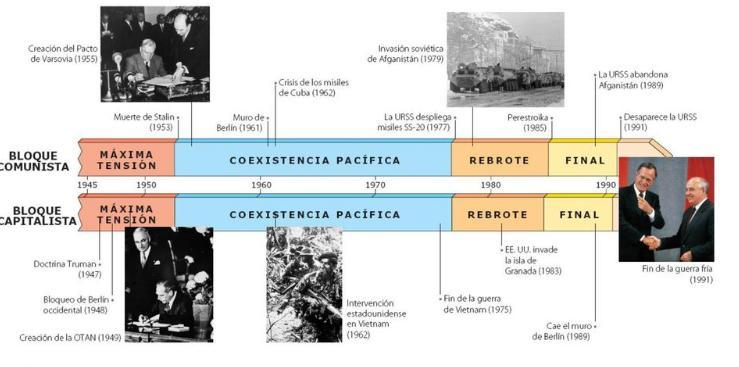 Creación del Pacto
de Varsovia (1955)
Invasión soviética
de Afganistán (1979)
Crisis de los misiles
de Cuba (1962)
La URSS abandona
Afganistán (1989)
Muerte de Stalin
(1953)
Muro de
Berlín (1961)
La URSS despliega
misiles SS-20 (1977)
Perestroika
(1985)
Desaparece la URSS
(1991)
BLOQUE
COMUNISTA
MÁXIMA
TENSIÓN
COEXISTENCIA PACÍFICA
REBROTE
FINAL
1945
1950
1960
1970
1980
1990
BLOQUE
CAPITALISTA
MÁXIMA
TENSIÓN
COEXISTENCIA PACÍFICA
REBROTE
FINAL
Doctrina Truman
(1947)
Bloqueo de Berlín
occidental (1948)
Creación de la OTAN (1949)
Intervención
estadounidense
en Vietnam
(1962)
Fin de la guerra
de Vietnam (1975)
EE. UU. invade
la isla de
Granada (1983)
Cae el muro
de Berlín (1989)
Fin de la guerra fría
(1991)